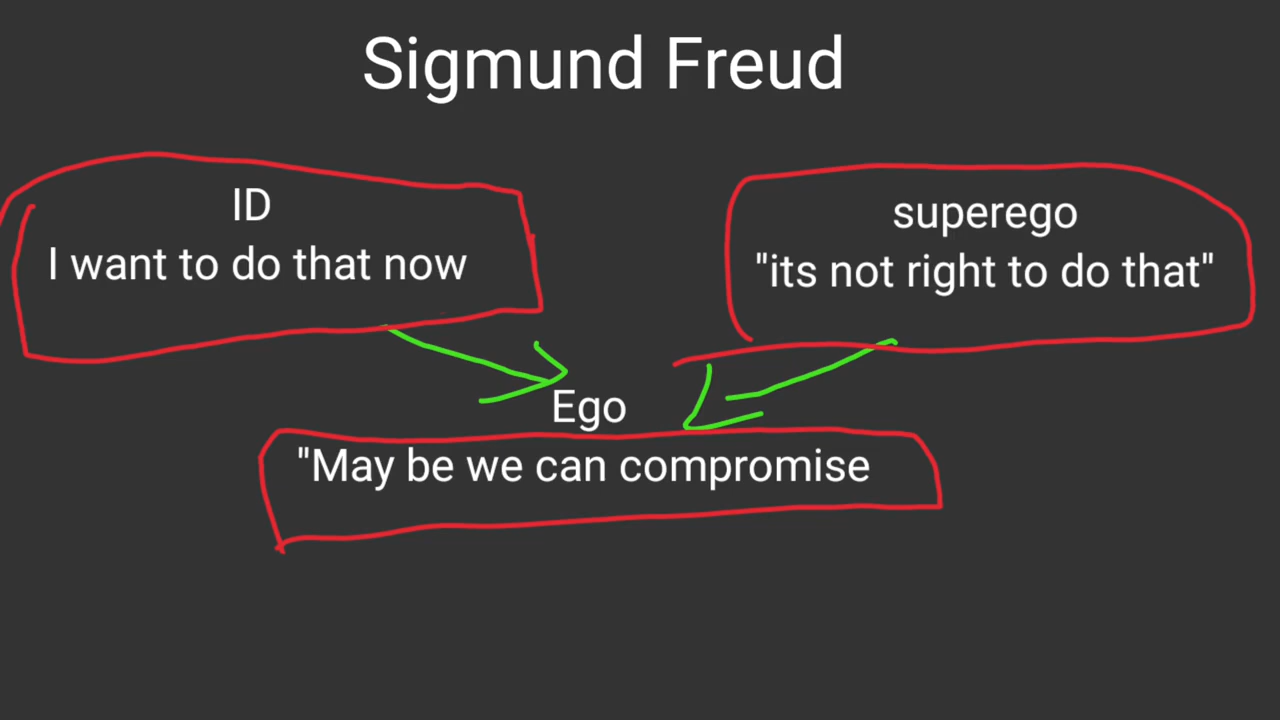 Sigmund Freud
ID
I want to do that now
superego
"its not right to do that"
Ego
"May be we can compromise